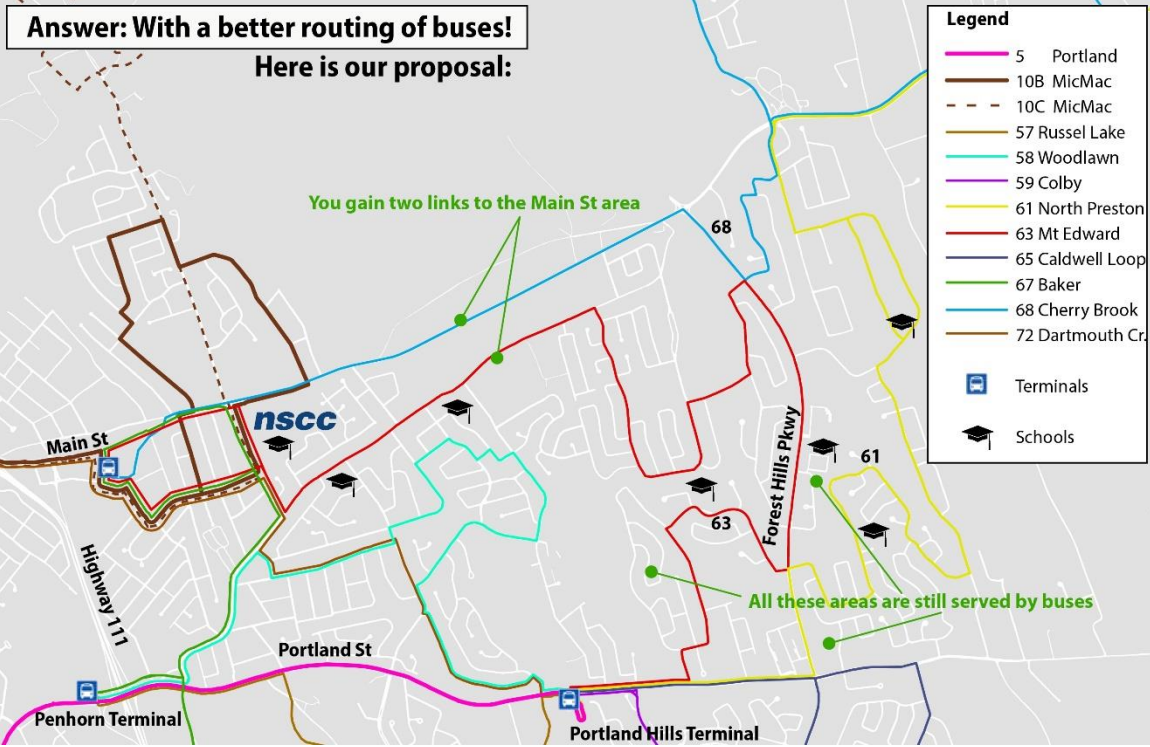 Answer: With a better routing of buses!
Here is our proposal:
Legend
5 Portland
10B MicMac
10C MicMac
57 Russel Lake
58 Woodlawn
59 Colby
61 North Preston
63 Mt Edward
65 Caldwell Loop
67 Baker
68 Cherry Brook
72 Dartmouth Cr.
Terminals
Schools
You gain two links to the Main St area
68
nscc
Main St
Forest Hills Pkwy
61
63
Highway 111
All these areas are still served by buses
Portland St
Penhorn Terminal
Portland Hills Terminal